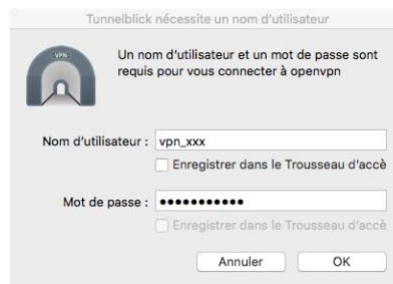 Tunnelblick nécessite un nom d'utilisateur
VPN
Un nom d'utilisateur et un mot de passe sont
requis pour vous connecter à openvpn
Nom d'utilisateur : vpn_xxx
Enregistrer dans le Trousseau d'accè
Mot de passe : ●●●●●●●●●●●
Enregistrer dans le Trousseau d'accè
Annuler OK